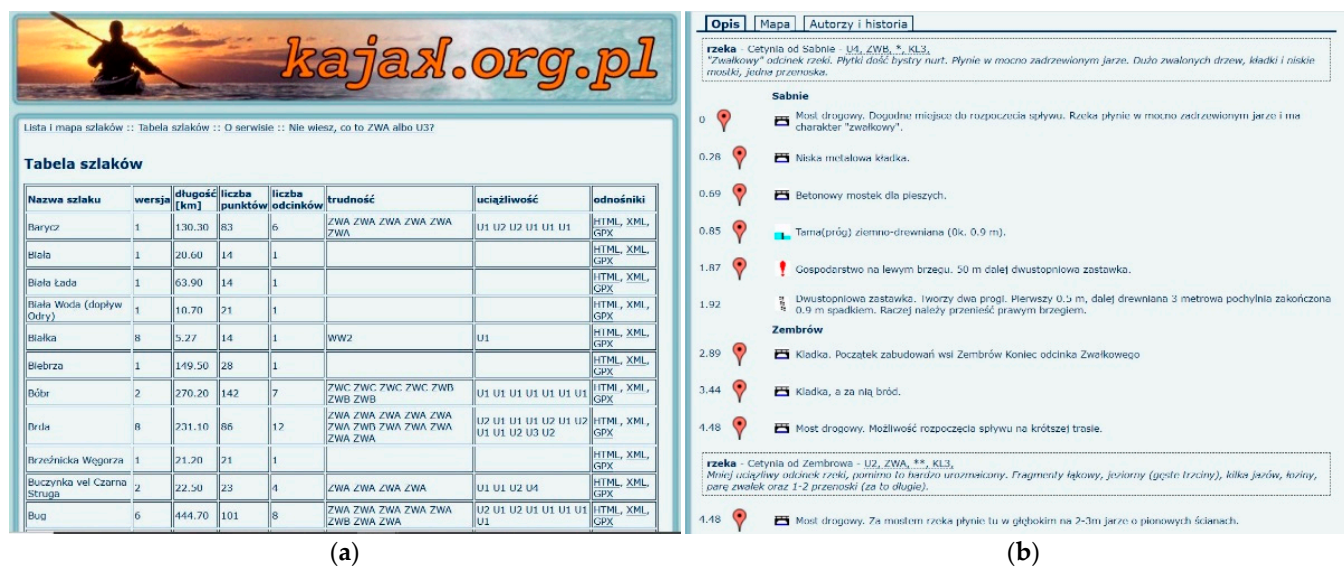 kajak.org.pl
Lista i mapa szlaków :: Tabela szlaków :: O serwisie :: Nie wiesz, co to ZWA albo U3?
Tabela szlaków
Nazwa szlaku wersja długość [km] liczba punktów liczba odcinków trudność uciążliwość odnośniki
Barycz 1 130.30 83 6 ZWA ZWA ZWA ZWA ZWA ZWA U1 U2 U2 U1 U1 U1 HTML, XML, GPX
Biała 1 20.60 14 1 HTML, XML, GPX
Biała Łada 1 63.90 14 1 HTML, XML, GPX
Biała Woda (dopływ Odry) 1 10.70 21 1 HTML, XML, GPX
Białka 8 5.27 14 1 WW2 U1 HTML, XML, GPX
Biebrza 1 149.50 28 1 HTML, XML, GPX
Bóbr 2 270.20 142 7 ZWC ZWC ZWC ZWC ZWB ZWB ZWB U1 U1 U1 U1 U1 U1 U1 HTML, XML, GPX
Brda 8 231.10 86 12 ZWA ZWA ZWA ZWA ZWA ZWA ZWB ZWA ZWA ZWA ZWA ZWA U2 U1 U1 U1 U2 U1 U2 U1 U1 U2 U3 U2 HTML, XML, GPX
Brzeźnicka Węgorza 1 21.20 21 1 HTML, XML, GPX
Buczynka vel Czarna Struga 2 22.50 23 4 ZWA ZWA ZWA ZWA U1 U1 U2 U4 HTML, XML, GPX
Bug 6 444.70 101 8 ZWA ZWA ZWA ZWA ZWA ZWB ZWA ZWA U2 U1 U2 U1 U1 U1 U1 U1 HTML, XML, GPX
(a)
Opis Mapa Autorzy i historia
rzeka - Cetynia od Sabnie - U4, ZWB, *, KL3,
"Zwałkowy" odcinek rzeki. Płytki dość bystry nurt. Płynie w mocno zadrzewionym jarze. Dużo zwalonych drzew, kładki i niskie
mostki, jedna przenoska.
Sabnie
0 Most drogowy. Dogodne miejsce do rozpoczecia spływu. Rzeka płynie w mocno zadrzewionym jarze i ma
charakter "zwałkowy".
0.28 Niska metalowa kładka.
0.69 Betonowy mostek dla pieszych.
0.85 Tama(próg) ziemno-drewniana (0k. 0.9 m).
1.87 Gospodarstwo na lewym brzegu. 50 m dalej dwustopniowa zastawka.
1.92 Dwustopniowa zastawka. Tworzy dwa progi. Pierwszy 0.5 m, dalej drewniana 3 metrowa pochylnia zakończona
0.9 m spadkiem. Raczej należy przenieść prawym brzegiem.
Zembrów
2.89 Kladka. Początek zabudowań wsi Zembrów Koniec odcinka Zwałkowego
3.44 Kladka, a za nią bród.
4.48 Most drogowy. Możliwość rozpoczęcia spływu na krótszej trasie.
rzeka - Cetynia od Zembrowa - U2, ZWA, **, KL3,
Mniej uciążliwy odcinek rzeki, pomimo to bardzo urozmaicony. Fragmenty łąkowy, jeziorny (gęste trzciny), kilka jazów, łoziny,
parę zwałek oraz 1-2 przenoski (za to długie).
4.48 Most drogowy. Za mostem rzeka płynie tu w głębokim na 2-3m jarze o pionowych ścianach.
(b)